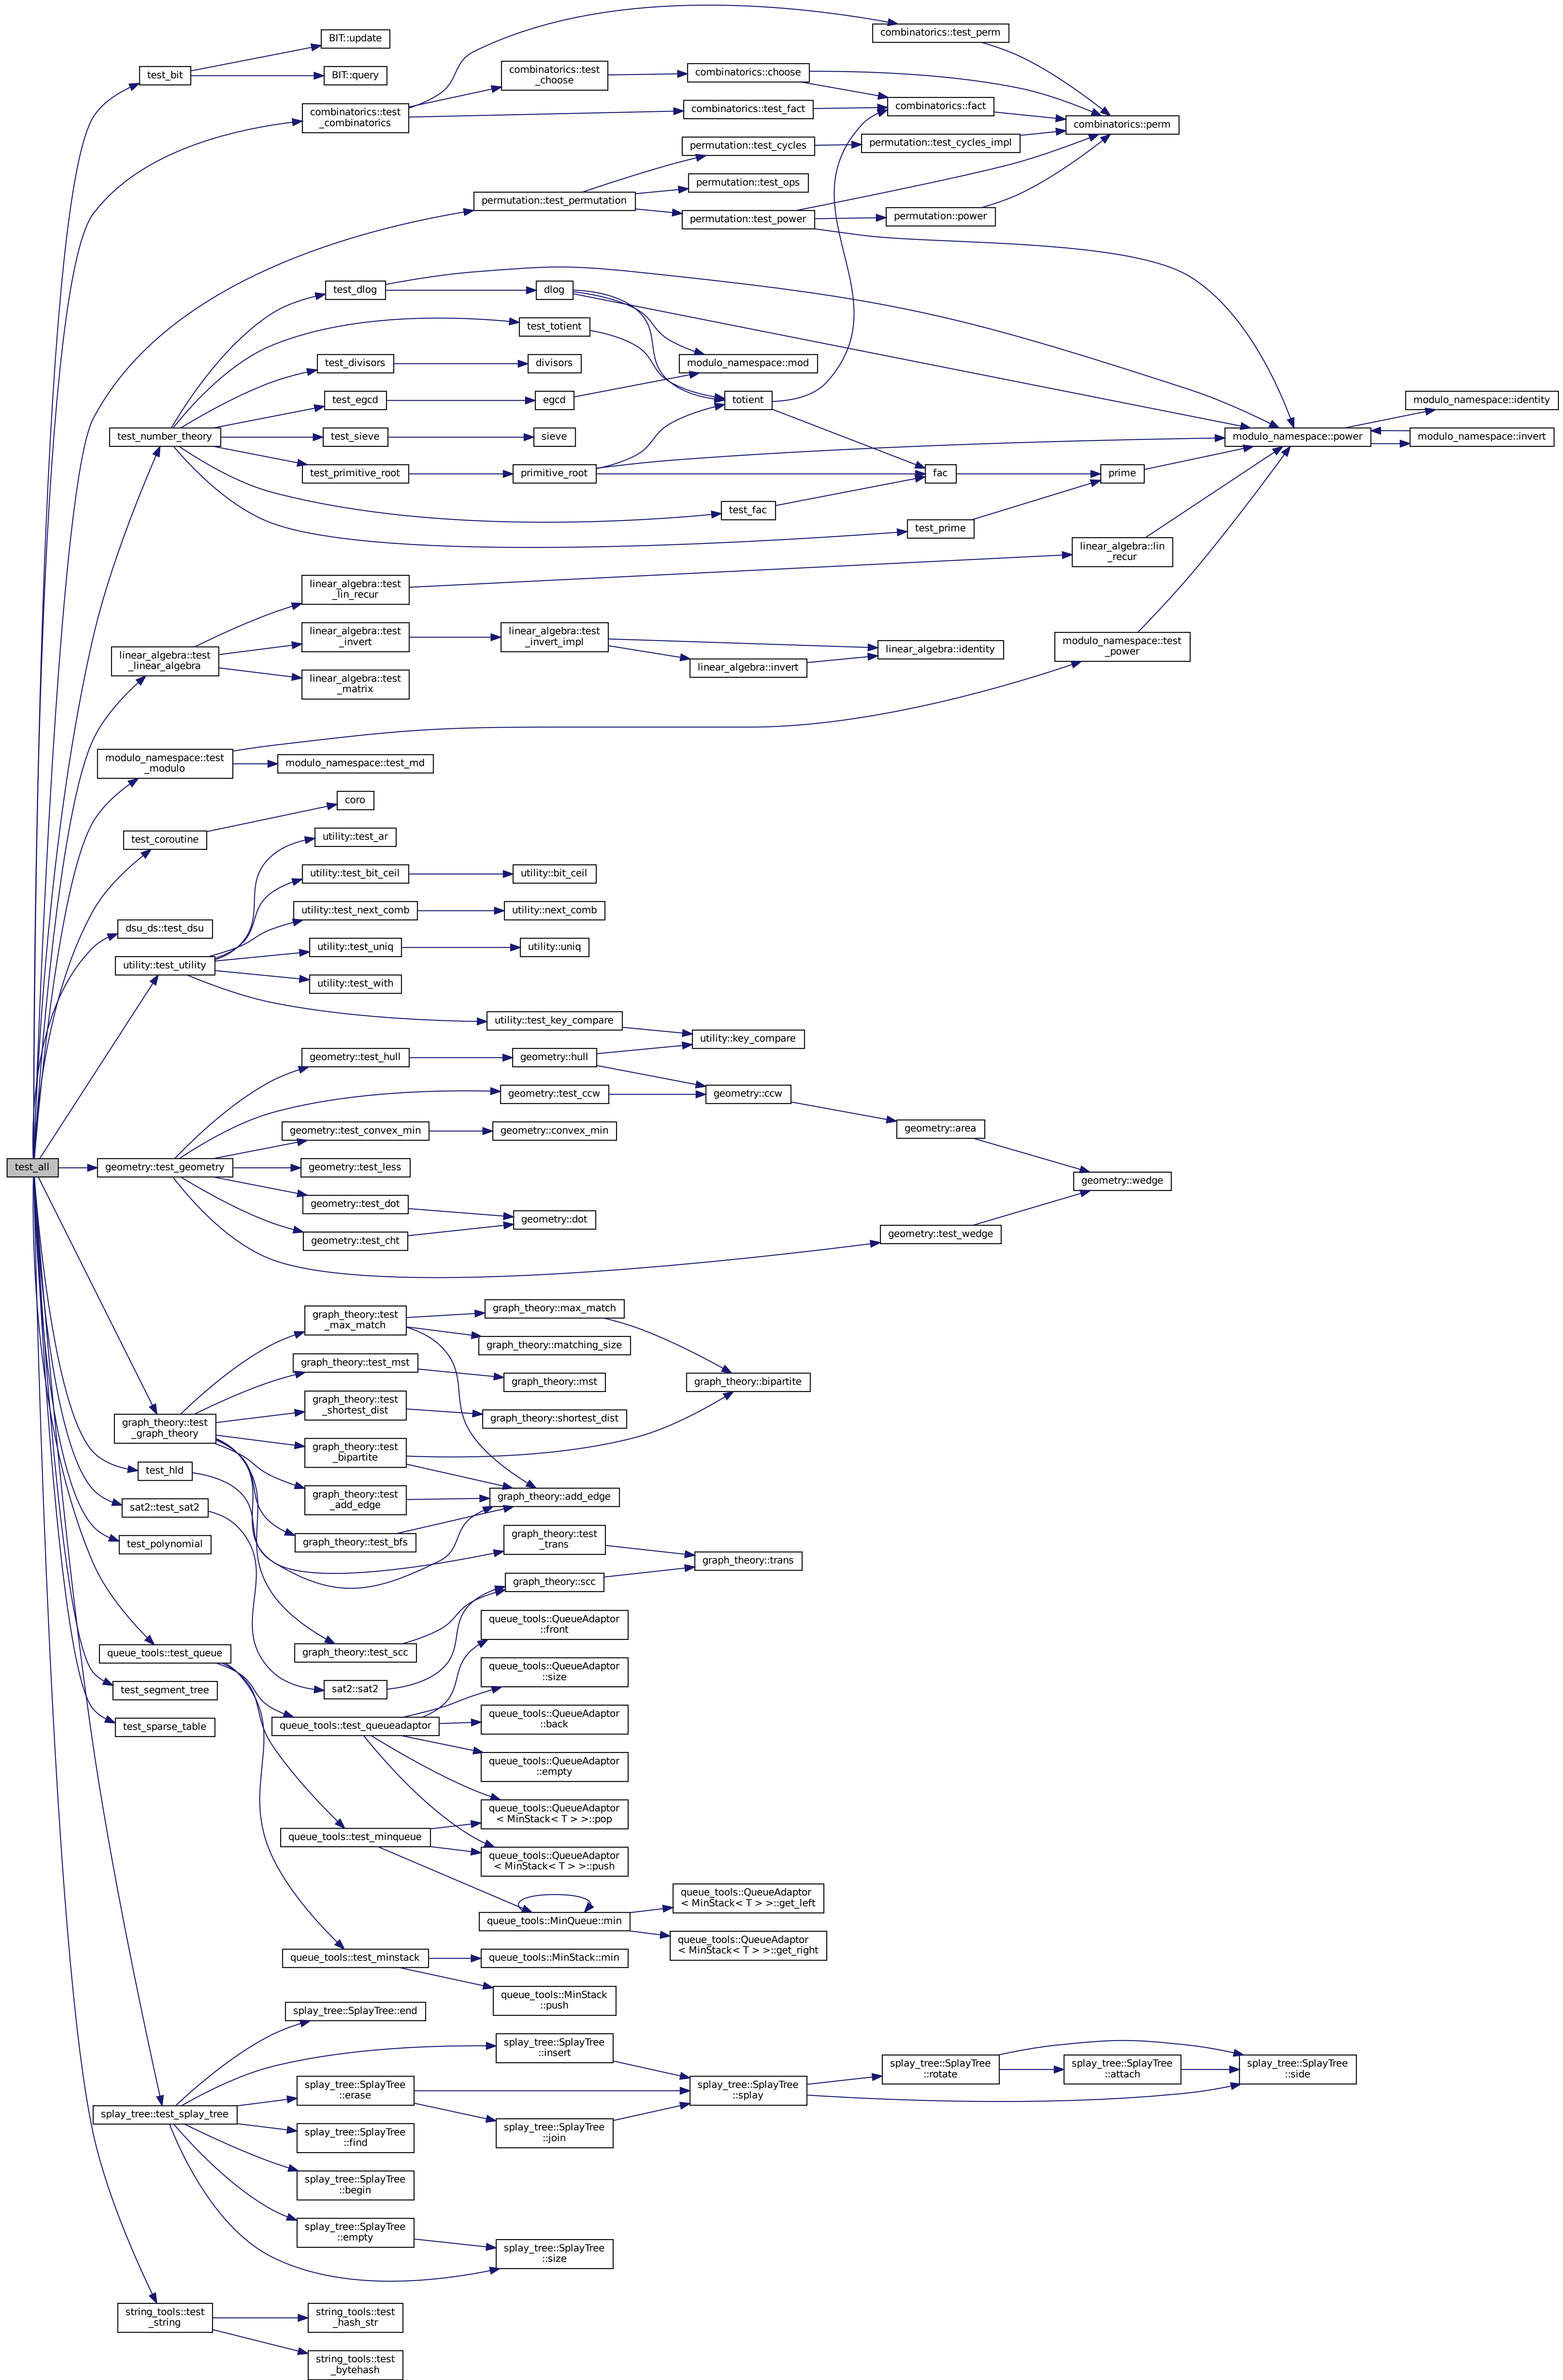 BIT::update
test_bit
BIT::query
combinatorics::test
_combinatorics
combinatorics::test
_choose
combinatorics::test_fact
combinatorics::test_perm
combinatorics::choose
combinatorics::fact
combinatorics::perm
permutation::test_permutation
permutation::test_cycles
permutation::test_cycles_impl
permutation::test_ops
permutation::test_power
permutation::power
test_number_theory
test_dlog
dlog
test_totient
test_divisors
divisors
modulo_namespace::mod
test_egcd
egcd
totient
test_sieve
sieve
test_primitive_root
primitive_root
fac
prime
test_fac
test_prime
modulo_namespace::power
modulo_namespace::identity
modulo_namespace::invert
linear_algebra::test
_linear_algebra
linear_algebra::test
_lin_recur
linear_algebra::lin
_recur
linear_algebra::test
_invert
linear_algebra::test
_invert_impl
linear_algebra::invert
linear_algebra::identity
linear_algebra::test
_matrix
modulo_namespace::test
_power
modulo_namespace::test
_modulo
modulo_namespace::test_md
test_coroutine
coro
dsu_ds::test_dsu
utility::test_utility
utility::test_ar
utility::test_bit_ceil
utility::bit_ceil
utility::test_next_comb
utility::next_comb
utility::test_uniq
utility::uniq
utility::test_with
utility::test_key_compare
utility::key_compare
test_all
geometry::test_geometry
geometry::test_hull
geometry::hull
geometry::test_ccw
geometry::ccw
geometry::test_convex_min
geometry::convex_min
geometry::area
geometry::test_less
geometry::wedge
geometry::test_dot
geometry::dot
geometry::test_cht
geometry::test_wedge
graph_theory::test
_graph_theory
graph_theory::test
_max_match
graph_theory::max_match
graph_theory::matching_size
graph_theory::test_mst
graph_theory::mst
graph_theory::bipartite
graph_theory::test
_shortest_dist
graph_theory::shortest_dist
graph_theory::test
_bipartite
graph_theory::test
_add_edge
graph_theory::add_edge
graph_theory::test_bfs
graph_theory::test
_trans
graph_theory::trans
graph_theory::scc
graph_theory::test_scc
test_hld
sat2::test_sat2
sat2::sat2
test_polynomial
queue_tools::test_queue
test_segment_tree
test_sparse_table
queue_tools::test_queueadaptor
queue_tools::QueueAdaptor
::front
queue_tools::QueueAdaptor
::size
queue_tools::QueueAdaptor
::back
queue_tools::QueueAdaptor
::empty
queue_tools::QueueAdaptor
< MinStack< T > >::pop
queue_tools::test_minqueue
queue_tools::QueueAdaptor
< MinStack< T > >::push
queue_tools::MinQueue::min
queue_tools::QueueAdaptor
< MinStack< T > >::get_left
queue_tools::QueueAdaptor
< MinStack< T > >::get_right
queue_tools::test_minstack
queue_tools::MinStack::min
queue_tools::MinStack
::push
splay_tree::test_splay_tree
splay_tree::SplayTree::end
splay_tree::SplayTree
::insert
splay_tree::SplayTree
::erase
splay_tree::SplayTree
::splay
splay_tree::SplayTree
::rotate
splay_tree::SplayTree
::attach
splay_tree::SplayTree
::side
splay_tree::SplayTree
::join
splay_tree::SplayTree
::find
splay_tree::SplayTree
::begin
splay_tree::SplayTree
::empty
splay_tree::SplayTree
::size
string_tools::test
_string
string_tools::test
_hash_str
string_tools::test
_bytehash